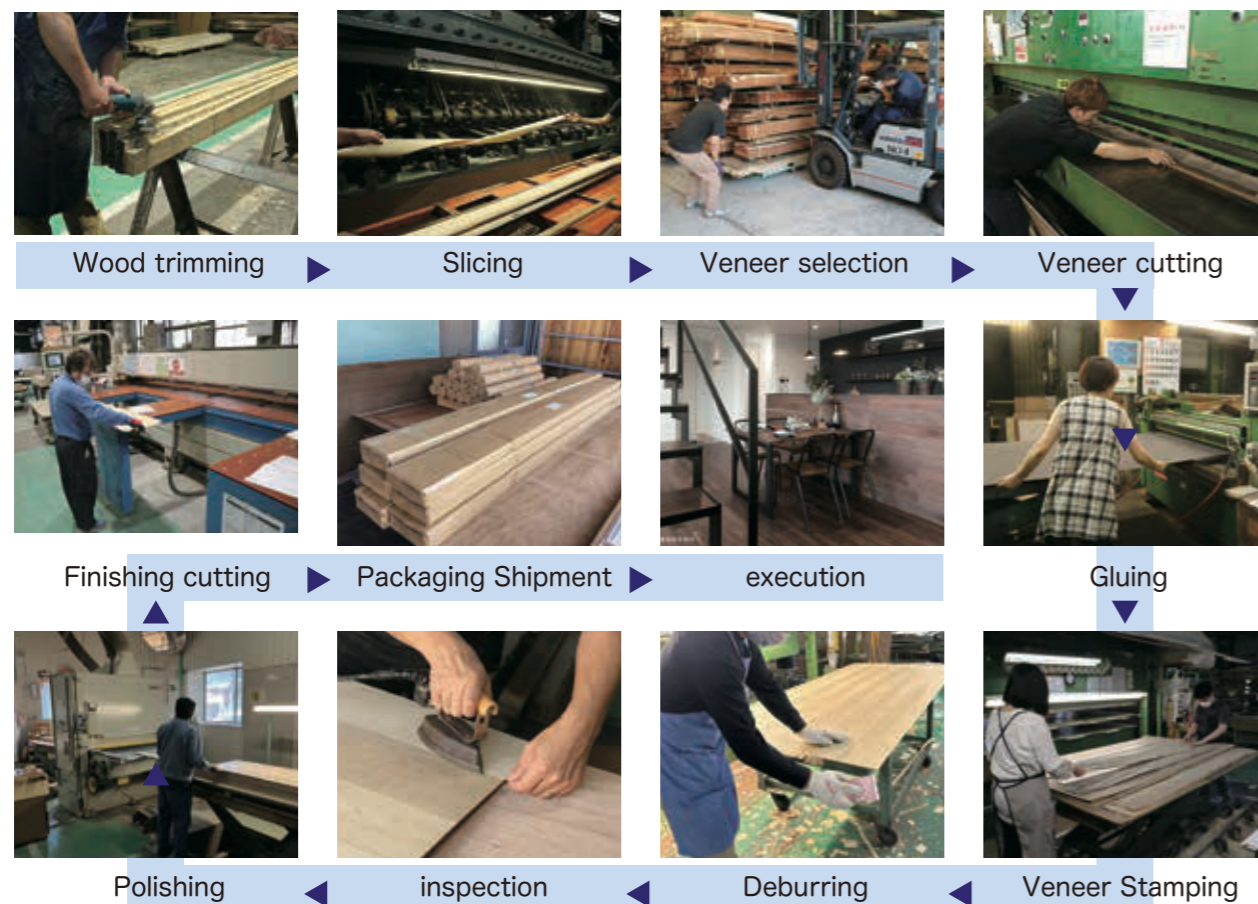 Wood trimming
Slicing
Veneer selection
Veneer cutting
Finishing cutting
Packaging Shipment
execution
Gluing
Polishing
inspection
Deburring
Veneer Stamping